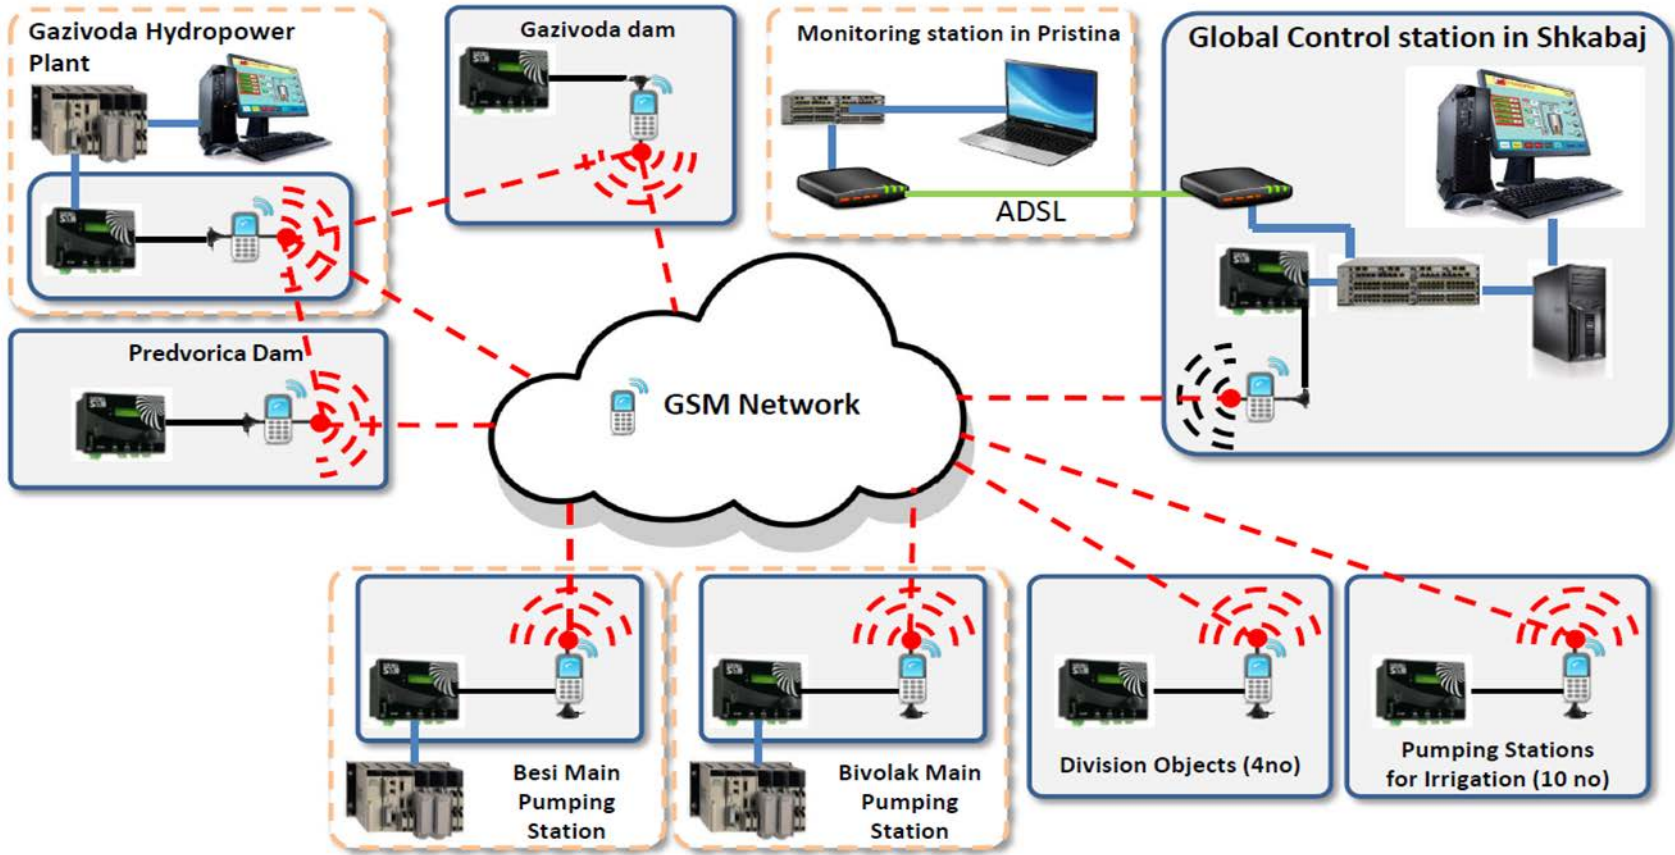 Gazivoda Hydropower
Plant
Gazivoda dam
Monitoring station in Pristina
Global Control station in Shkabaj
ADSL
Predvorica Dam
GSM Network
Besi Main
Pumping
Station
Bivolak Main
Pumping
Station
Division Objects (4no)
Pumping Stations
for Irrigation (10 no)